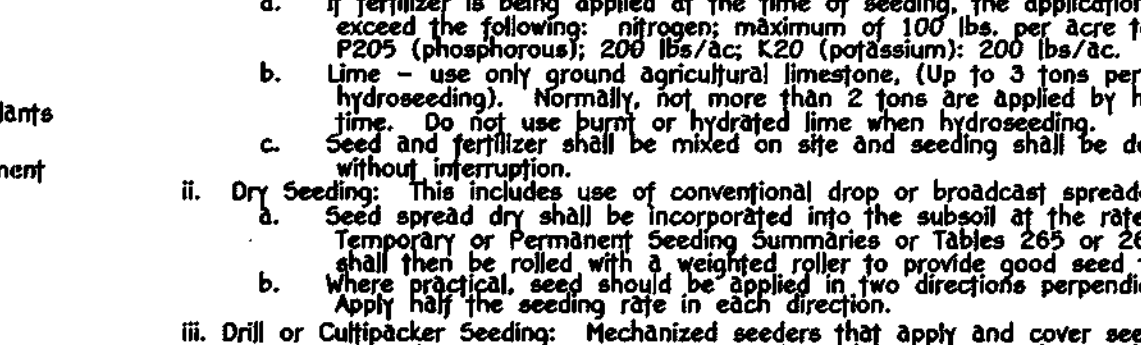 a. If fertilizer is being applied at the time of seeding, the application
exceed the following: nitrogen; maximum of 100 lbs. per acre
P205 (phosphorous); 200 lbs/ac; K20 (potassium): 200 lbs/ac.
b. Lime – use only ground agricultural limestone, (Up to 3 tons per
hydroseeding). Normally, not more than 2 tons are applied by
lants
time. Do not use burnt or hydrated lime when hydroseeding.
c. Seed and fertilizer shall be mixed on site and seeding shall be
ment
without interruption.
ii. Dry Seeding: This includes use of conventional drop or broadcast
a. Seed spread dry shall be incorporated into the subsoil at the rate
Temporary or Permanent Seeding Summaries or Tables 265 or
shall then be rolled with a weighted roller to provide good seed
b. Where practical, seed should be applied in two directions
Apply half the seeding rate in each direction.
iii. Drill or Cultipacker Seeding: Mechanized seeders that apply and cover